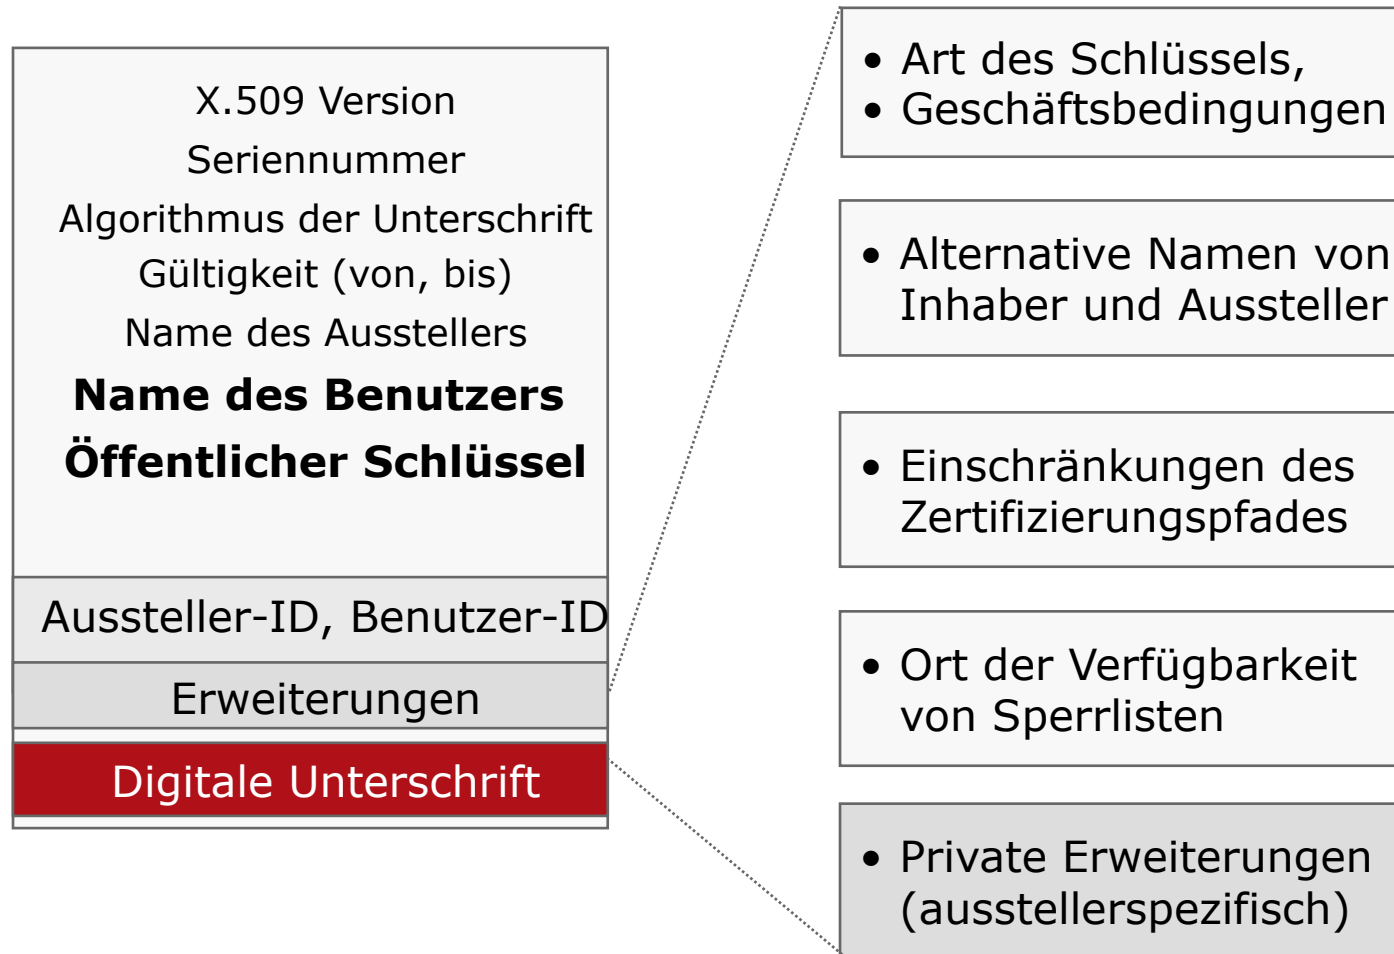 X.509 Version
Seriennummer
Algorithmus der Unterschrift
Gültigkeit (von, bis)
Name des Ausstellers
Name des Benutzers
Öffentlicher Schlüssel
Aussteller-ID, Benutzer-ID
Erweiterungen
Digitale Unterschrift
• Art des Schlüssels,
• Geschäftsbedingungen
• Alternative Namen von
Inhaber und Aussteller
• Einschränkungen des
Zertifizierungspfades
• Ort der Verfügbarkeit
von Sperrlisten
• Private Erweiterungen
(ausstellerspezifisch)